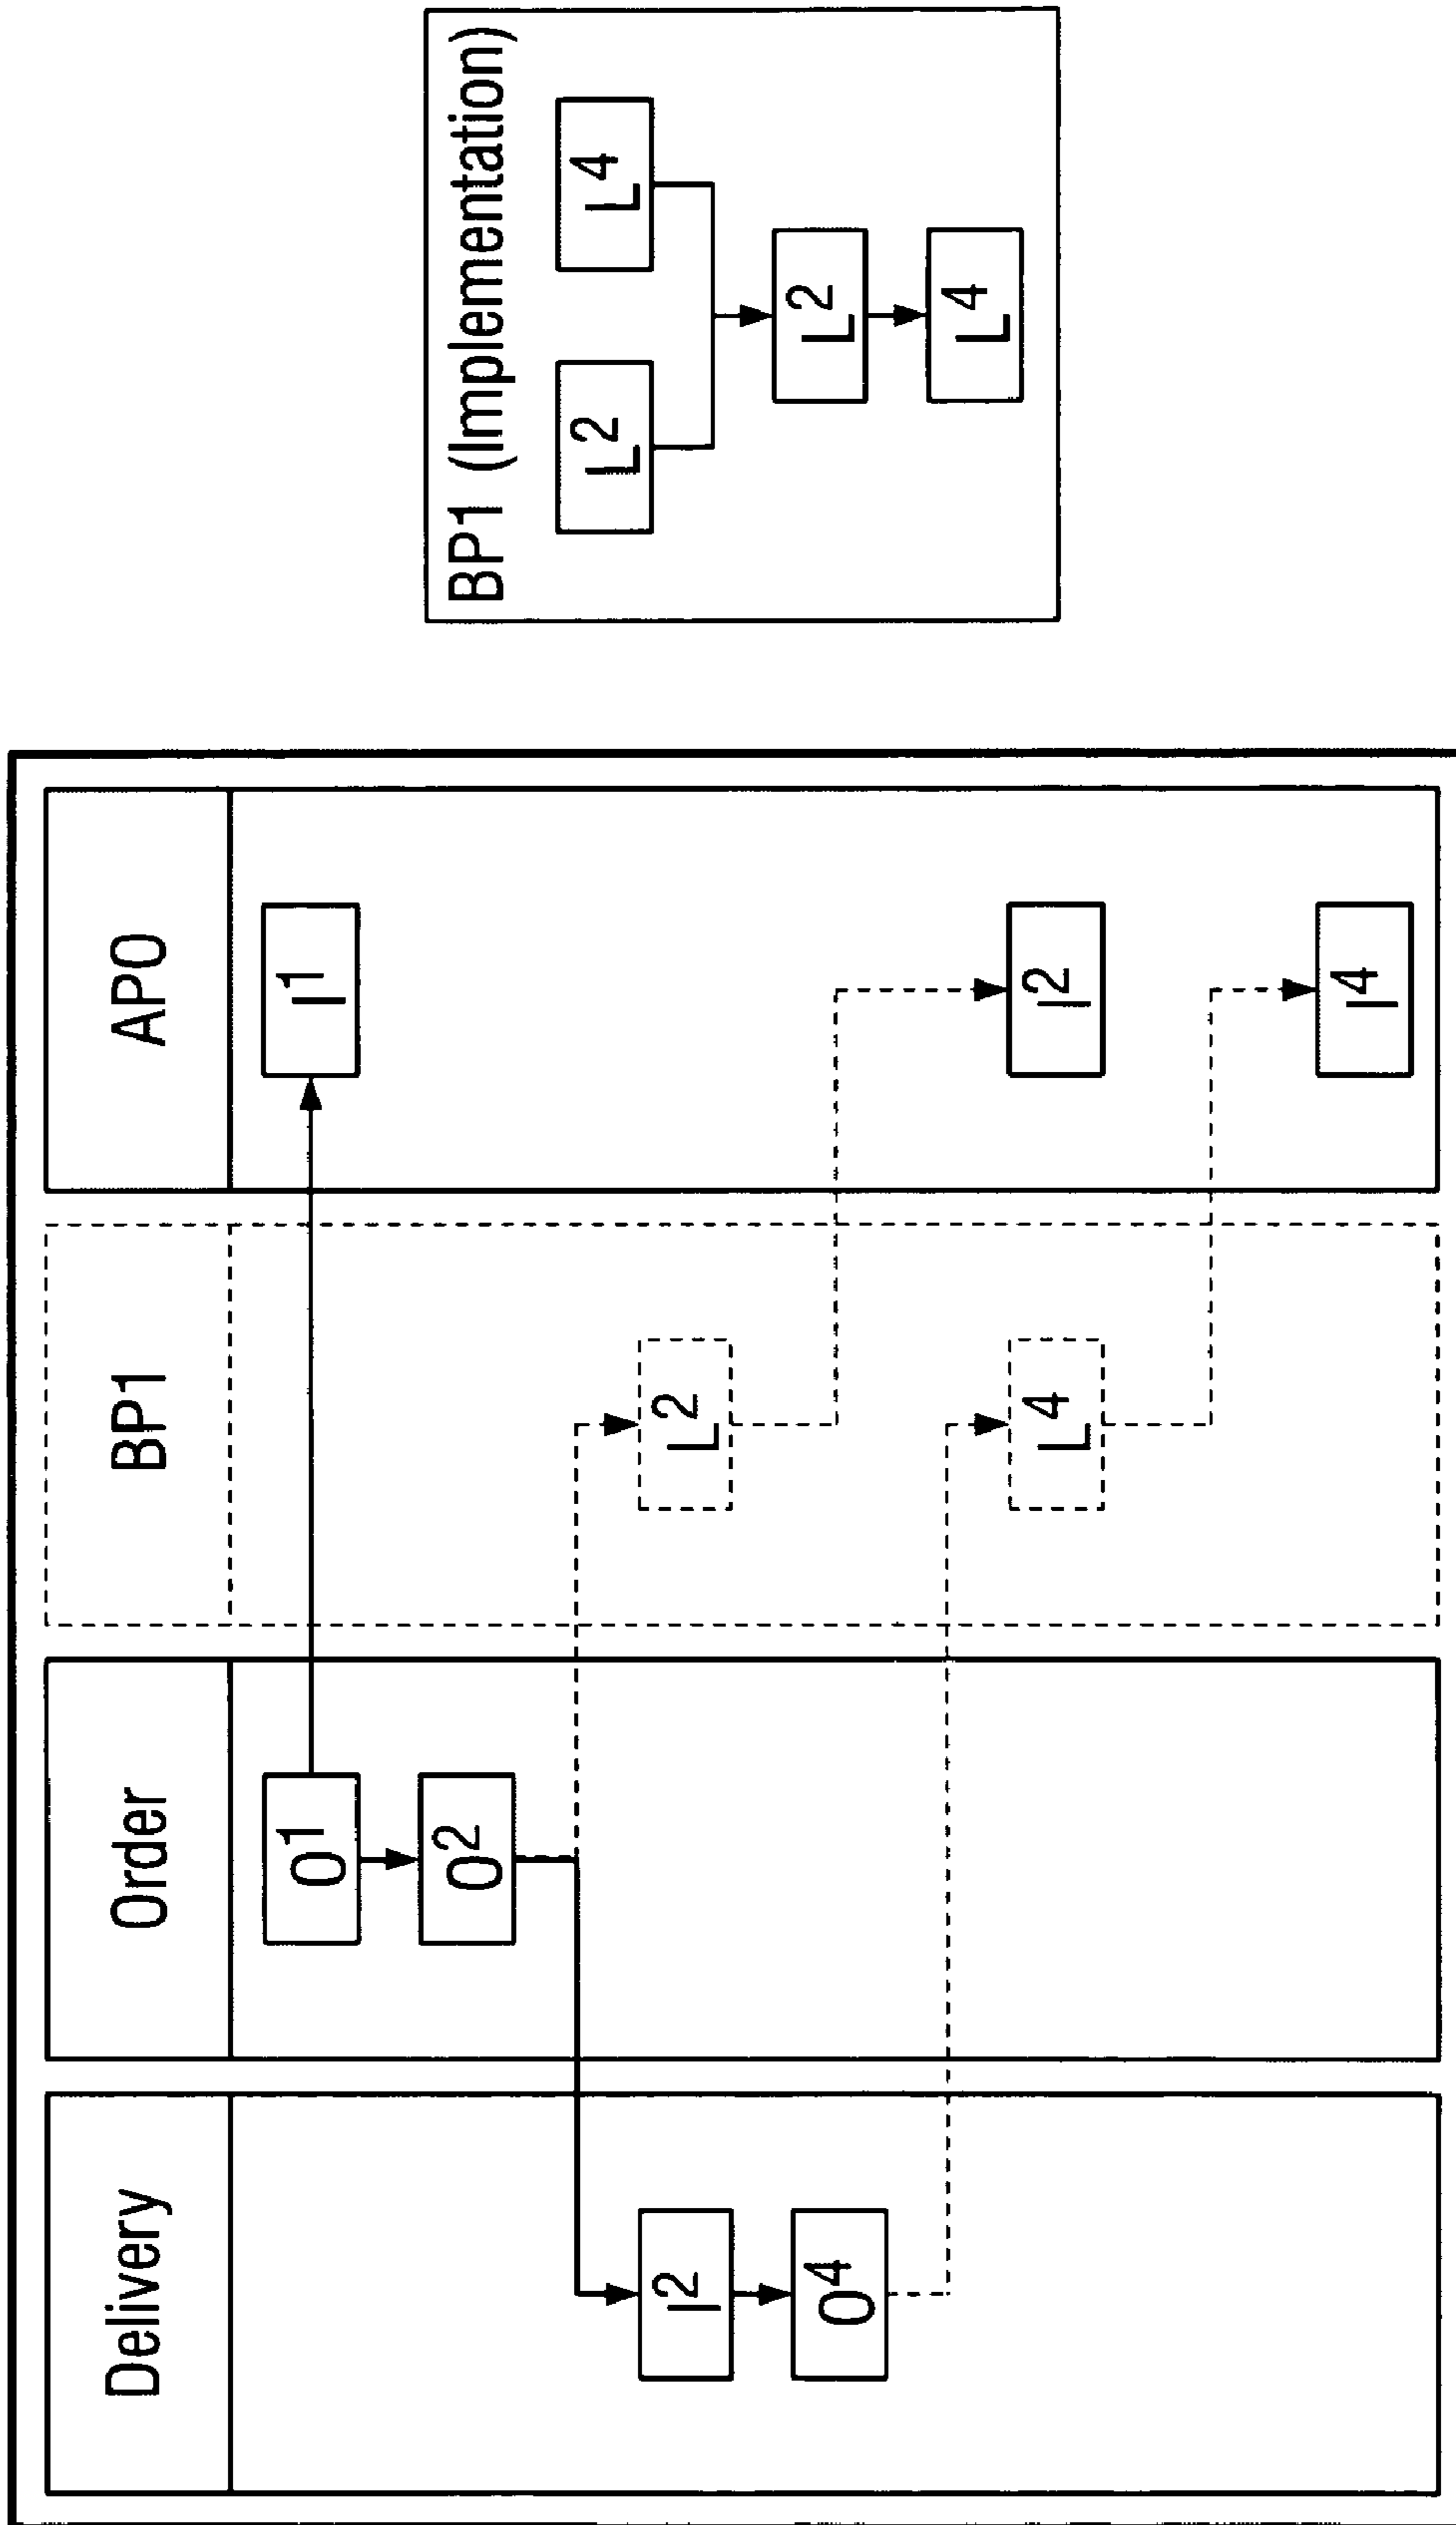 Delivery
Order
BP1
APO
O¹
I¹
O²
I²
L²
O⁴
L⁴
I²
I⁴
BP1 (Implementation)
L²
L⁴
L²
L⁴